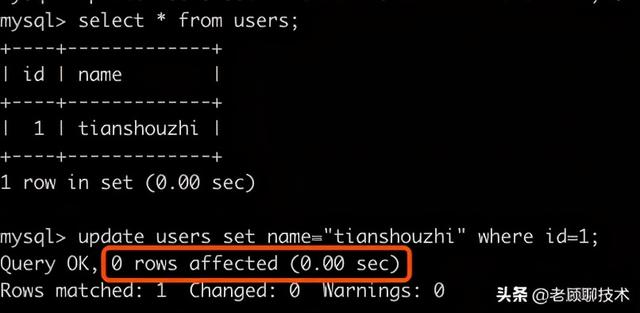 mysql> select * from users;
+----+-------------+
| id | name        |
+----+-------------+
|  1 | tianshouzhi |
+----+-------------+
1 row in set (0.00 sec)
mysql> update users set name="tianshouzhi" where id=1;
Query OK, 0 rows affected (0.00 sec)
Rows matched: 1  Changed: 0  Warnings: 0
头条 @老顾聊技术